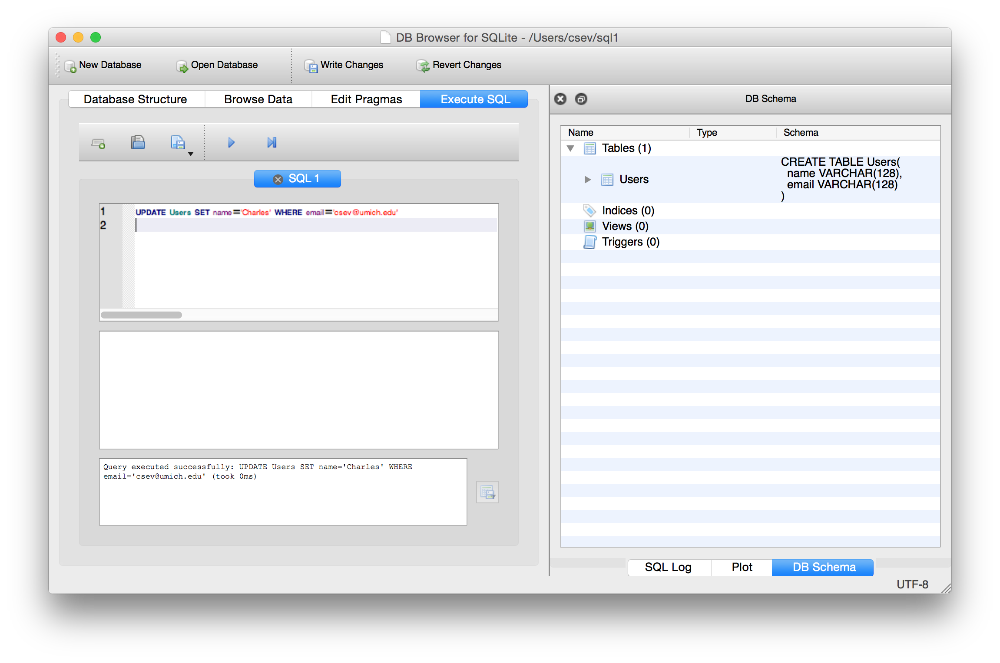 DB Browser for SQLite - /Users/csev/sql1
New Database
Open Database
Write Changes
Revert Changes
Database Structure
Browse Data
Edit Pragmas
Execute SQL
SQL 1
1
UPDATE Users SET name='Charles' WHERE email='csev@umich.edu'
2
Query executed successfully: UPDATE Users SET name='Charles' WHERE
email='csev@umich.edu' (took 0ms)
DB Schema
Name
Type
Schema
Tables (1)
Users
CREATE TABLE Users(
name VARCHAR(128),
email VARCHAR(128)
)
Indices (0)
Views (0)
Triggers (0)
SQL Log
Plot
DB Schema
UTF-8